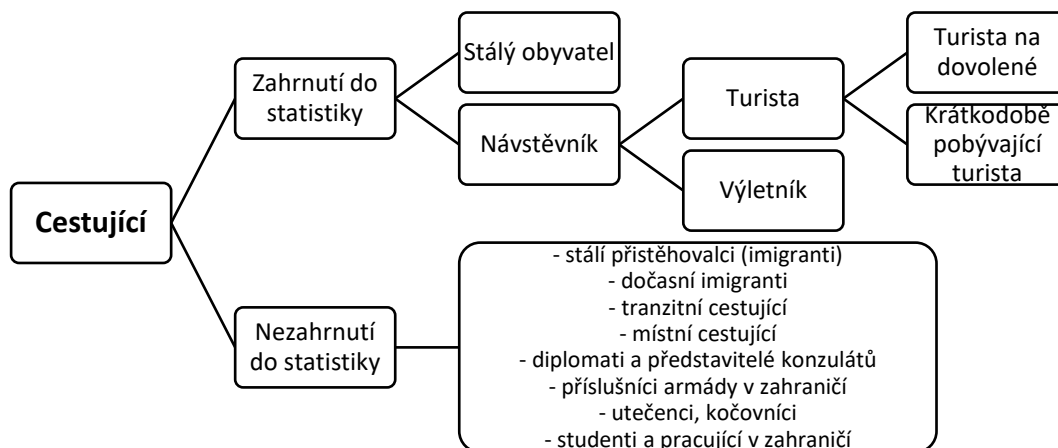 Cestující
Zahrnutí do
statistiky
Stálý obyvatel
Návstěvník
Turista
Turista na
dovolené
Krátkodobě
pobývající
turista
Výletník
Nezahrnutí
do statistiky
- stálí přistěhovalci (imigranti)
- dočasní imigranti
- tranzitní cestující
- místní cestující
- diplomati a představitelé konzulátů
- příslušníci armády v zahraničí
- utečenci, kočovníci
- studenti a pracující v zahraničí